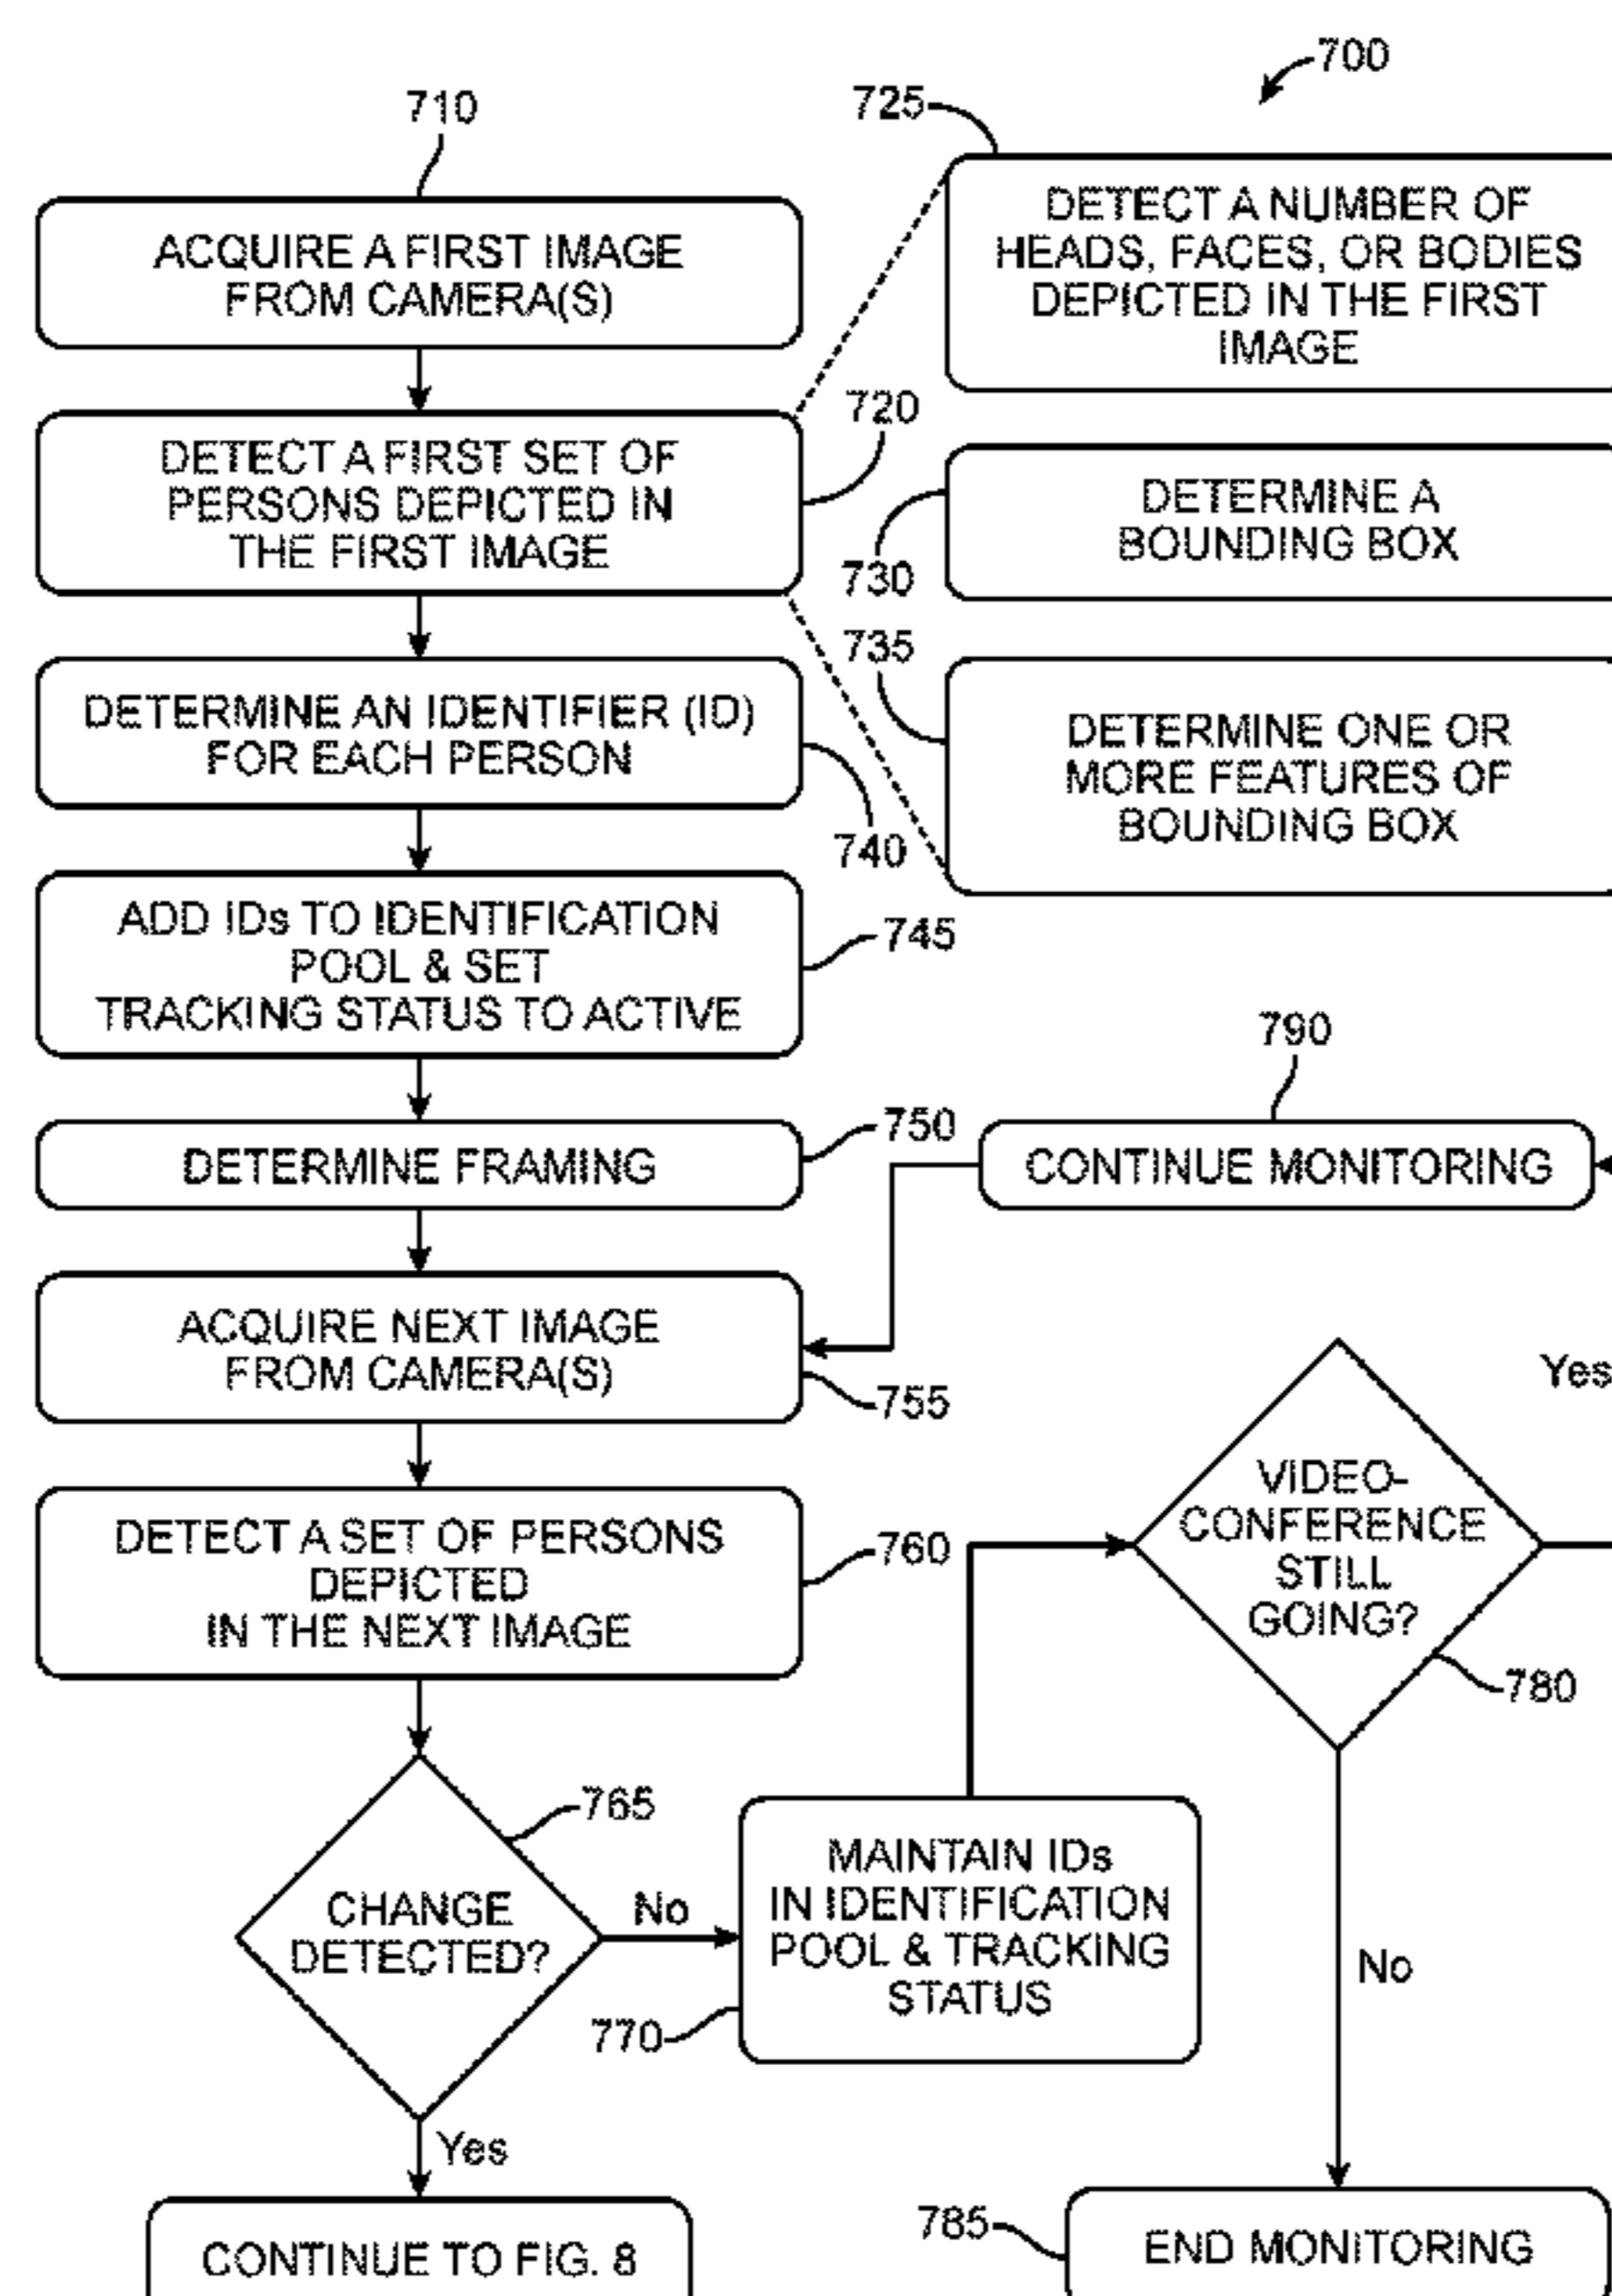 700
710
ACQUIRE A FIRST IMAGE
FROM CAMERA(S)
725
DETECT A NUMBER OF
HEADS, FACES, OR BODIES
DEPICTED IN THE FIRST
IMAGE
720
DETECT A FIRST SET OF
PERSONS DEPICTED IN
THE FIRST IMAGE
730
DETERMINE A
BOUNDING BOX
735
DETERMINE ONE OR
MORE FEATURES OF
BOUNDING BOX
DETERMINE AN IDENTIFIER (ID)
FOR EACH PERSON
740
ADD IDs TO IDENTIFICATION
POOL & SET
TRACKING STATUS TO ACTIVE
745
DETERMINE FRAMING
750
790
CONTINUE MONITORING
ACQUIRE NEXT IMAGE
FROM CAMERA(S)
755
DETECT A SET OF PERSONS
DEPICTED
IN THE NEXT IMAGE
760
Yes
VIDEO-
CONFERENCE
STILL
GOING?
780
765
CHANGE
DETECTED?
No
MAINTAIN IDs
IN IDENTIFICATION
POOL & TRACKING
STATUS
770
No
Yes
CONTINUE TO FIG. 8
785
END MONITORING